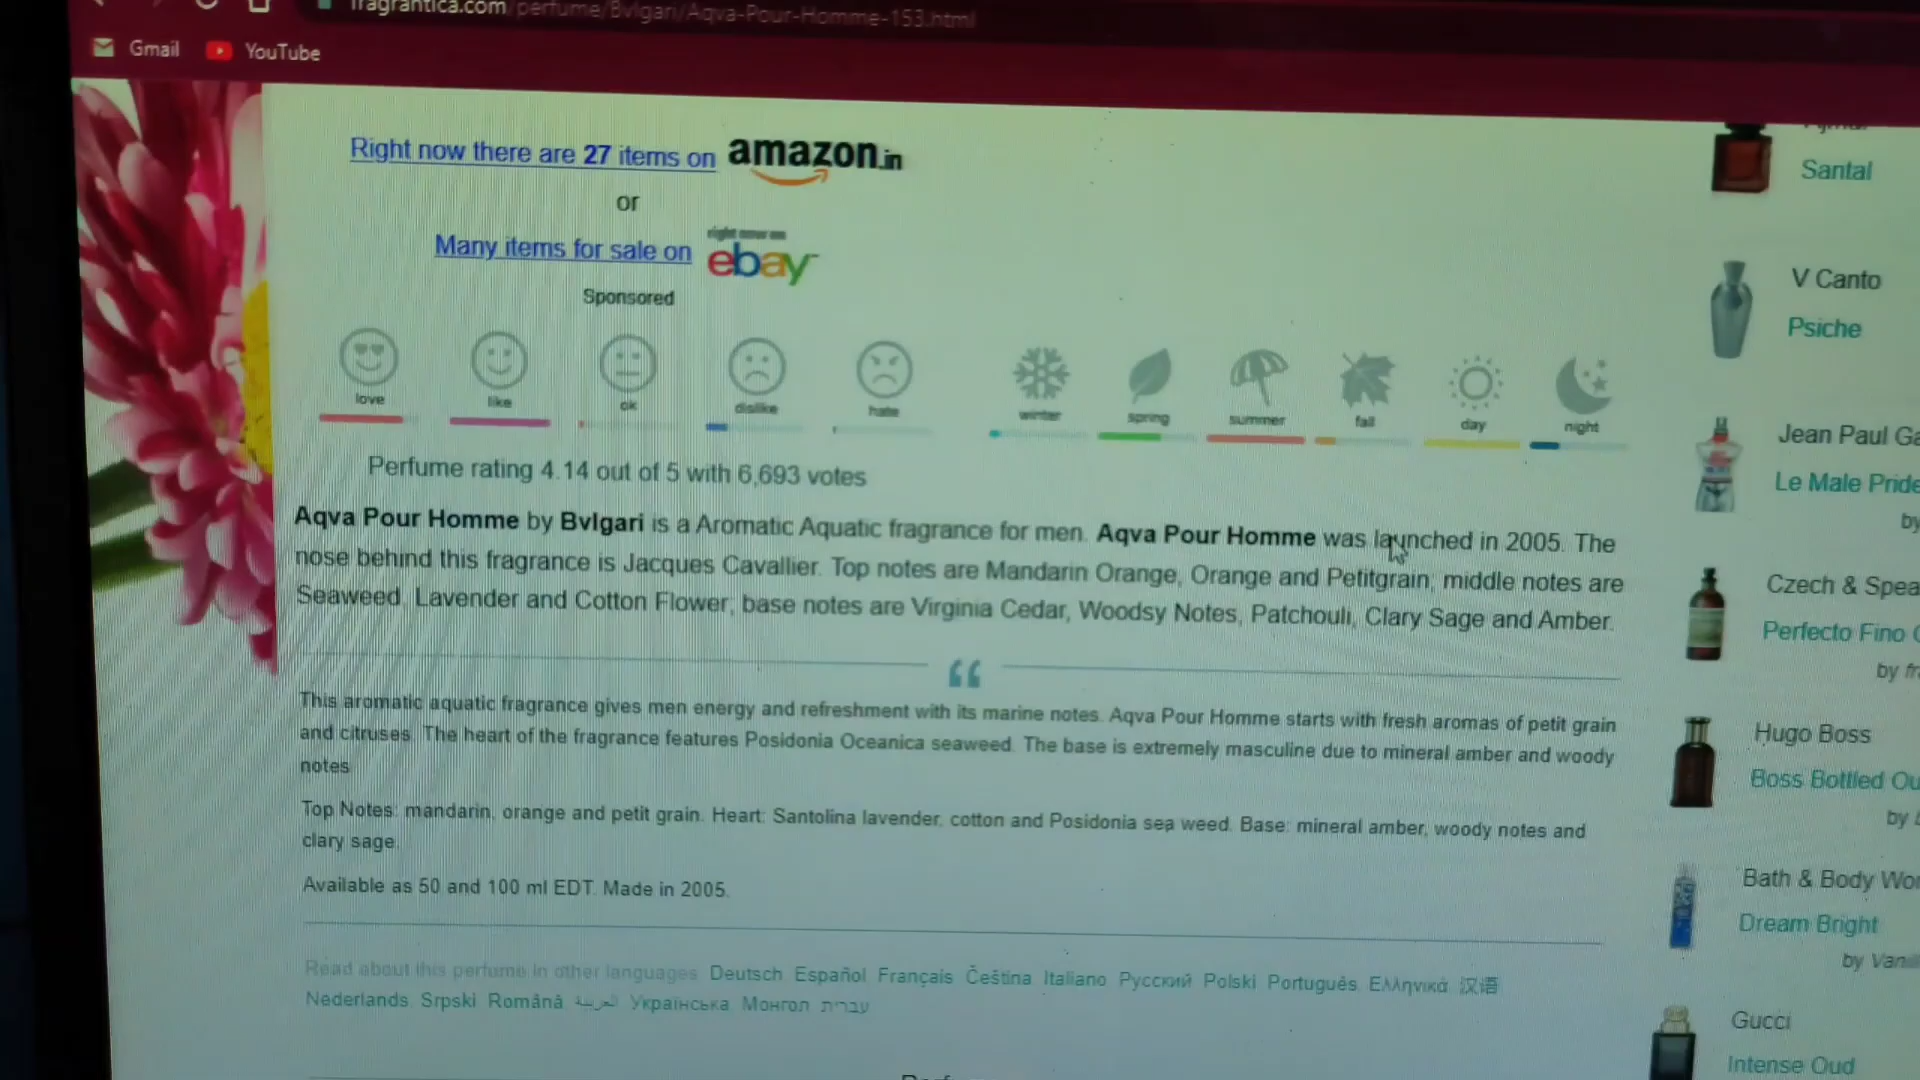 fragrantica.com/perfume/Bvlgari/Aqva-Pour-Homme-153.html
Gmail YouTube
Right now there are 27 items on amazon.in
or
Many items for sale on
right now on
ebay
Sponsored
love like ok dislike hate winter spring summer fall day night
Perfume rating 4.14 out of 5 with 6,693 votes
Aqva Pour Homme by Bvlgari is a Aromatic Aquatic fragrance for men. Aqva Pour Homme was launched in 2005. The
nose behind this fragrance is Jacques Cavallier. Top notes are Mandarin Orange, Orange and Petitgrain; middle notes are
Seaweed, Lavender and Cotton Flower; base notes are Virginia Cedar, Woodsy Notes, Patchouli, Clary Sage and Amber.
“
This aromatic aquatic fragrance gives men energy and refreshment with its marine notes. Aqva Pour Homme starts with fresh aromas of petit grain
and citruses. The heart of the fragrance features Posidonia Oceanica seaweed. The base is extremely masculine due to mineral amber and woody
notes.
Top Notes: mandarin, orange and petit grain. Heart: Santolina lavender, cotton and Posidonia sea weed. Base: mineral amber, woody notes and
clary sage.
Available as 50 and 100 ml EDT. Made in 2005.
Read about this perfume in other languages: Deutsch Español Français Čeština Italiano Русский Polski Português Ελληνικά 汉语
Nederlands Srpski Română العربية Українська Монгол עברית
Santal
V Canto
Psiche
Jean Paul Ga
Le Male Pride
by
Czech & Spea
Perfecto Fino
by fr
Hugo Boss
Boss Bottled Ou
by
Bath & Body Wor
Dream Bright
by Vanil
Gucci
Intense Oud